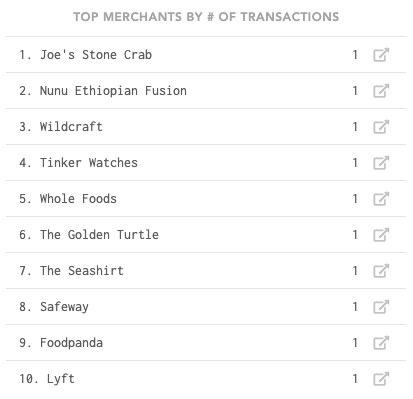 TOP MERCHANTS BY # OF TRANSACTIONS
1. Joe's Stone Crab 1
2. Nunu Ethiopian Fusion 1
3. Wildcraft 1
4. Tinker Watches 1
5. Whole Foods 1
6. The Golden Turtle 1
7. The Seashirt 1
8. Safeway 1
9. Foodpanda 1
10. Lyft 1